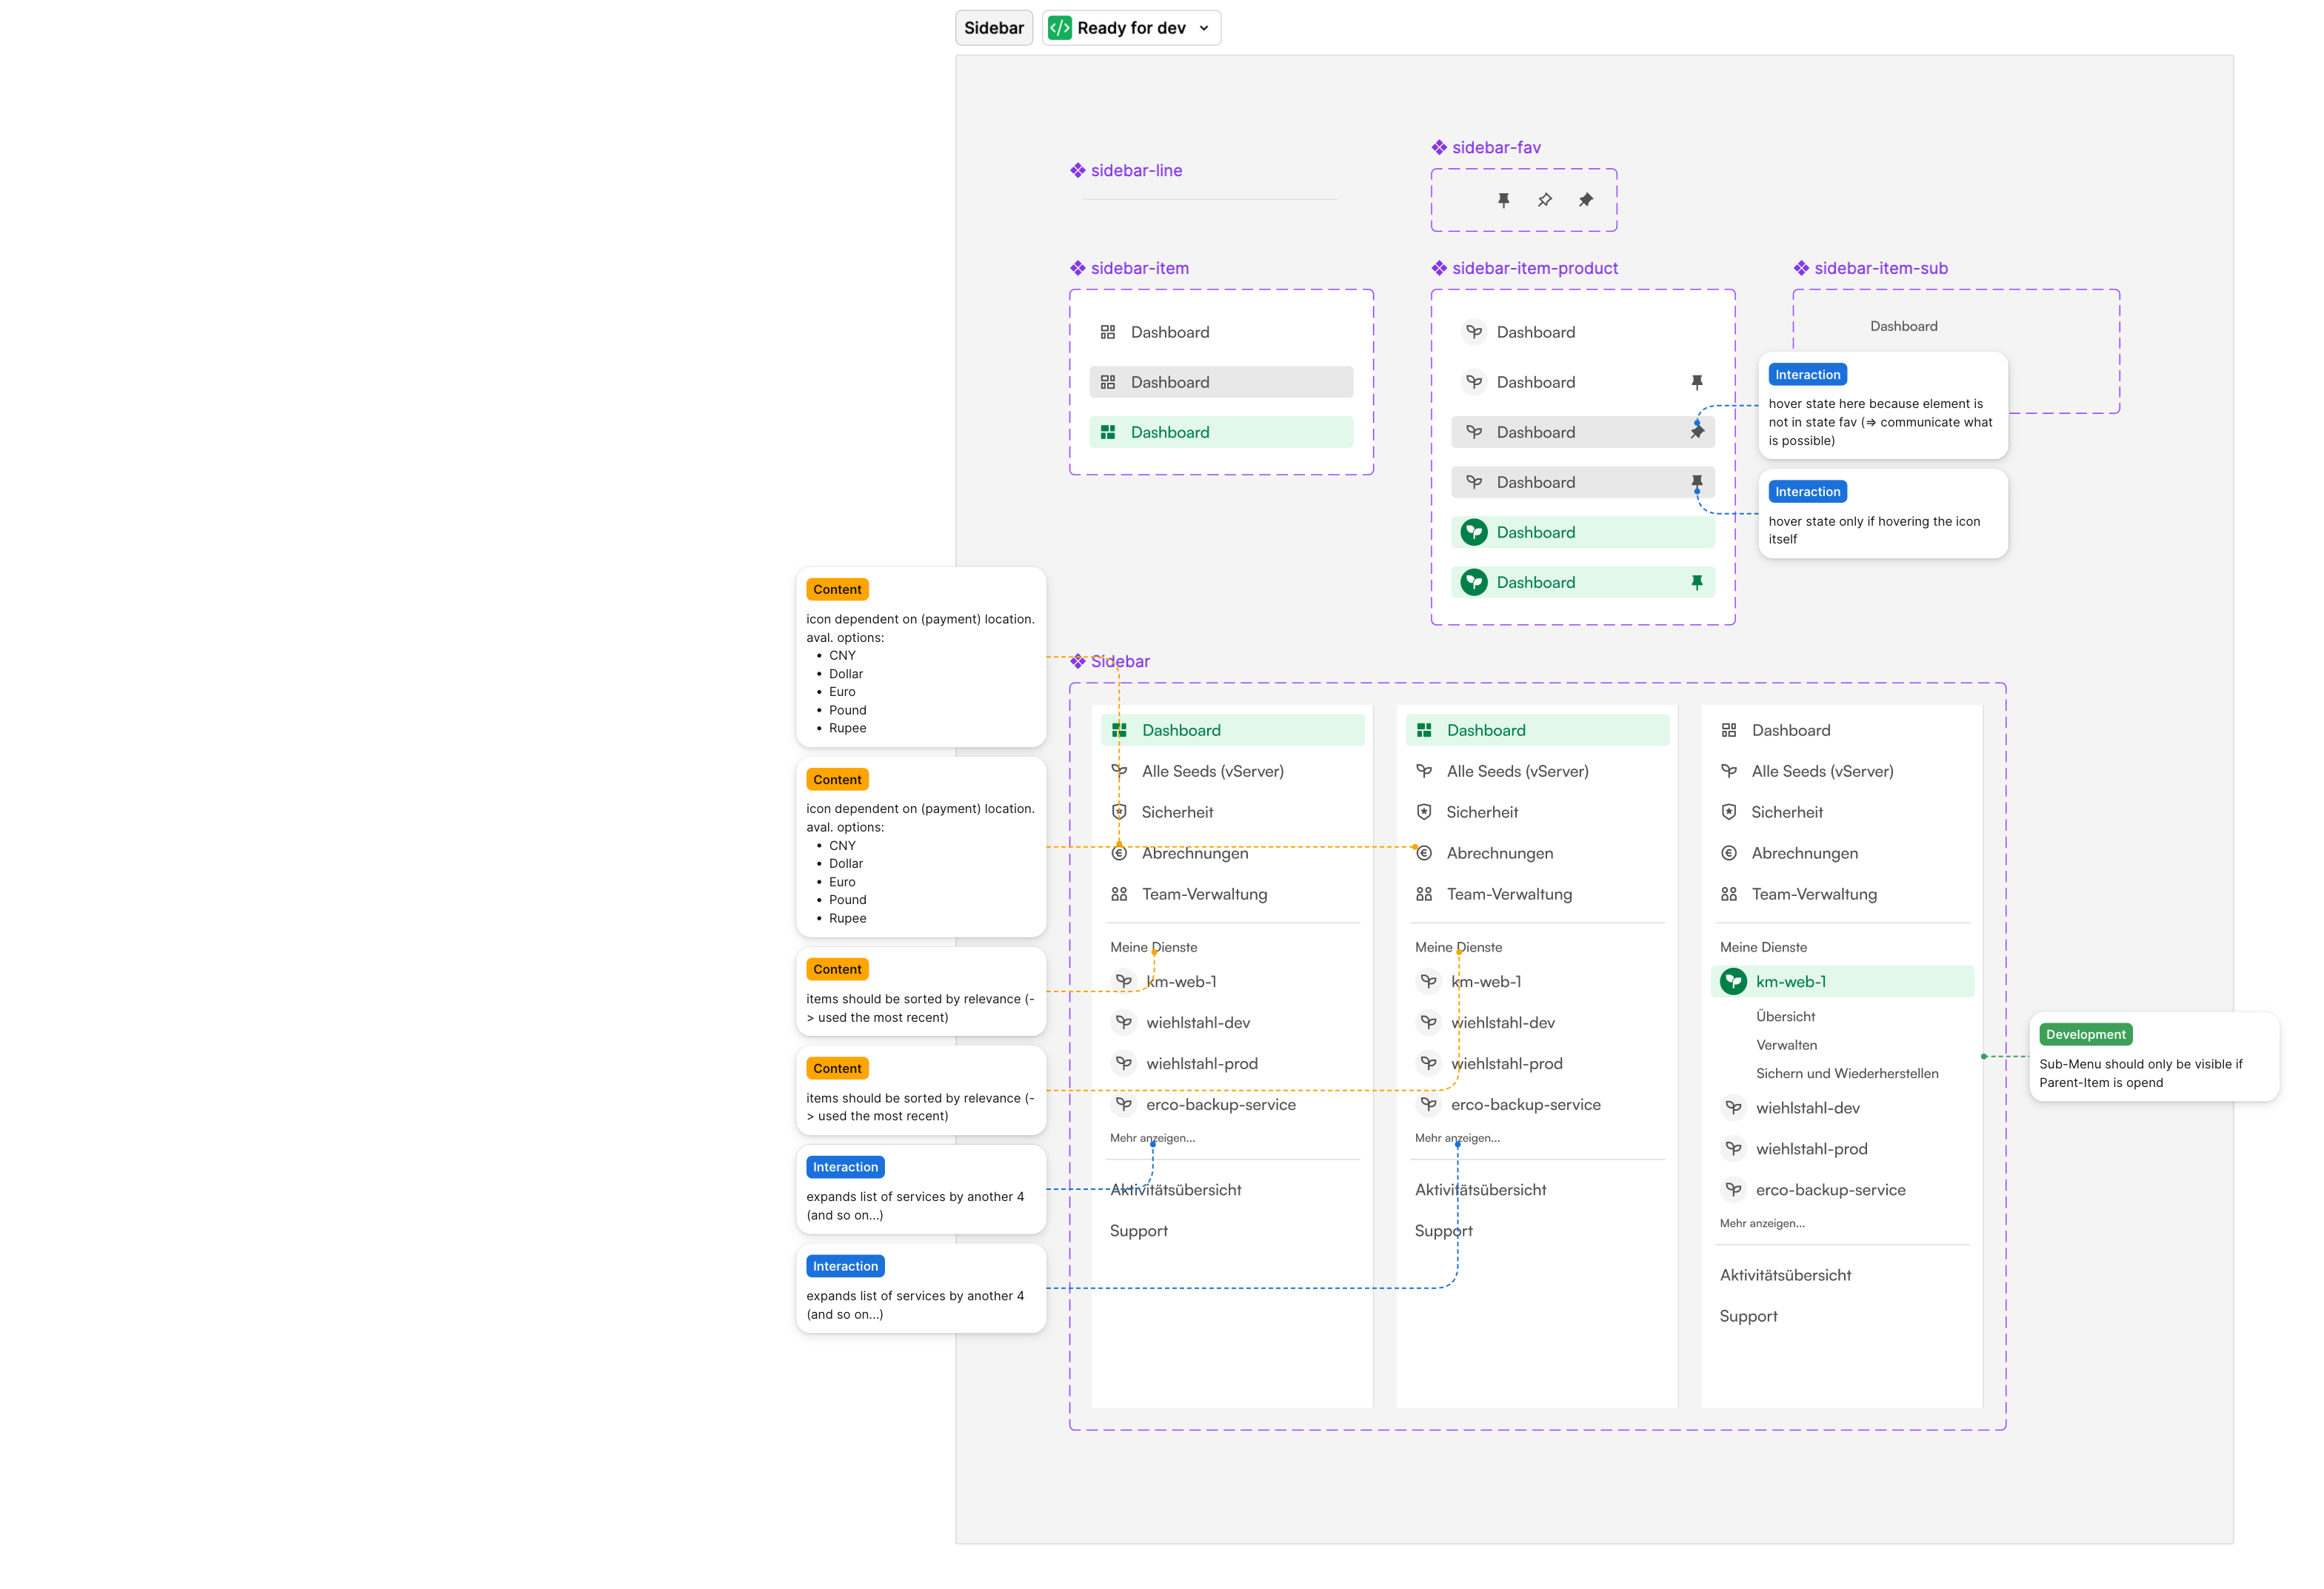 Sidebar
Ready for dev
sidebar-line
sidebar-fav
sidebar-item
Dashboard
Dashboard
Dashboard
sidebar-item-product
Dashboard
Dashboard
Dashboard
Dashboard
Dashboard
Dashboard
sidebar-item-sub
Dashboard
Interaction
hover state here because element is
not in state fav (=> communicate what
is possible)
Interaction
hover state only if hovering the icon
itself
Content
icon dependent on (payment) location.
aval. options:
• CNY
• Dollar
• Euro
• Pound
• Rupee
Content
icon dependent on (payment) location.
aval. options:
• CNY
• Dollar
• Euro
• Pound
• Rupee
Content
items should be sorted by relevance (-
> used the most recent)
Content
items should be sorted by relevance (-
> used the most recent)
Interaction
expands list of services by another 4
(and so on...)
Interaction
expands list of services by another 4
(and so on...)
Sidebar
Dashboard
Alle Seeds (vServer)
Sicherheit
Abrechnungen
Team-Verwaltung
Meine Dienste
km-web-1
wiehlstahl-dev
wiehlstahl-prod
erco-backup-service
Mehr anzeigen...
Aktivitätsübersicht
Support
Dashboard
Alle Seeds (vServer)
Sicherheit
Abrechnungen
Team-Verwaltung
Meine Dienste
km-web-1
wiehlstahl-dev
wiehlstahl-prod
erco-backup-service
Mehr anzeigen...
Aktivitätsübersicht
Support
Dashboard
Alle Seeds (vServer)
Sicherheit
Abrechnungen
Team-Verwaltung
Meine Dienste
km-web-1
Übersicht
Verwalten
Sichern und Wiederherstellen
wiehlstahl-dev
wiehlstahl-prod
erco-backup-service
Mehr anzeigen...
Aktivitätsübersicht
Support
Development
Sub-Menu should only be visible if
Parent-Item is opend